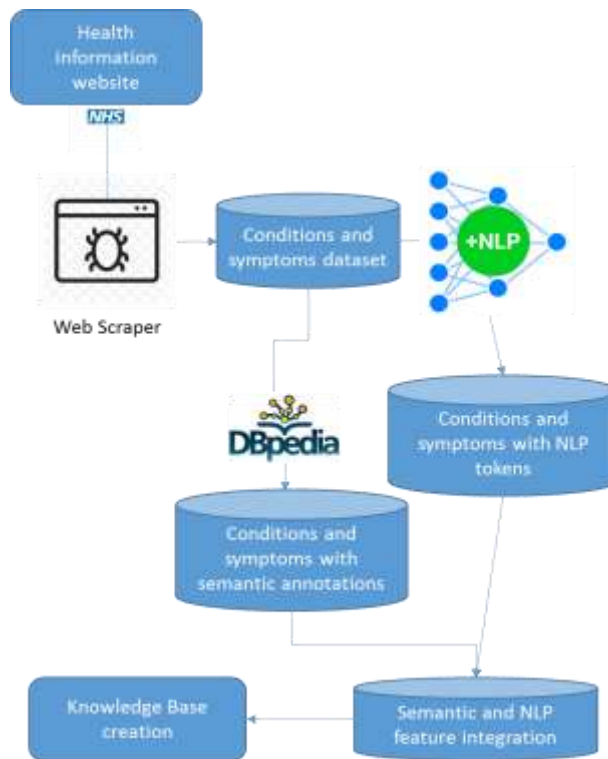 Health
Information
website
NHS
Web Scraper
Conditions and
symptoms dataset
+NLP
DBpedia
Conditions and
symptoms with NLP
tokens
Conditions and
symptoms with
semantic annotations
Knowledge Base
creation
Semantic and NLP
feature integration